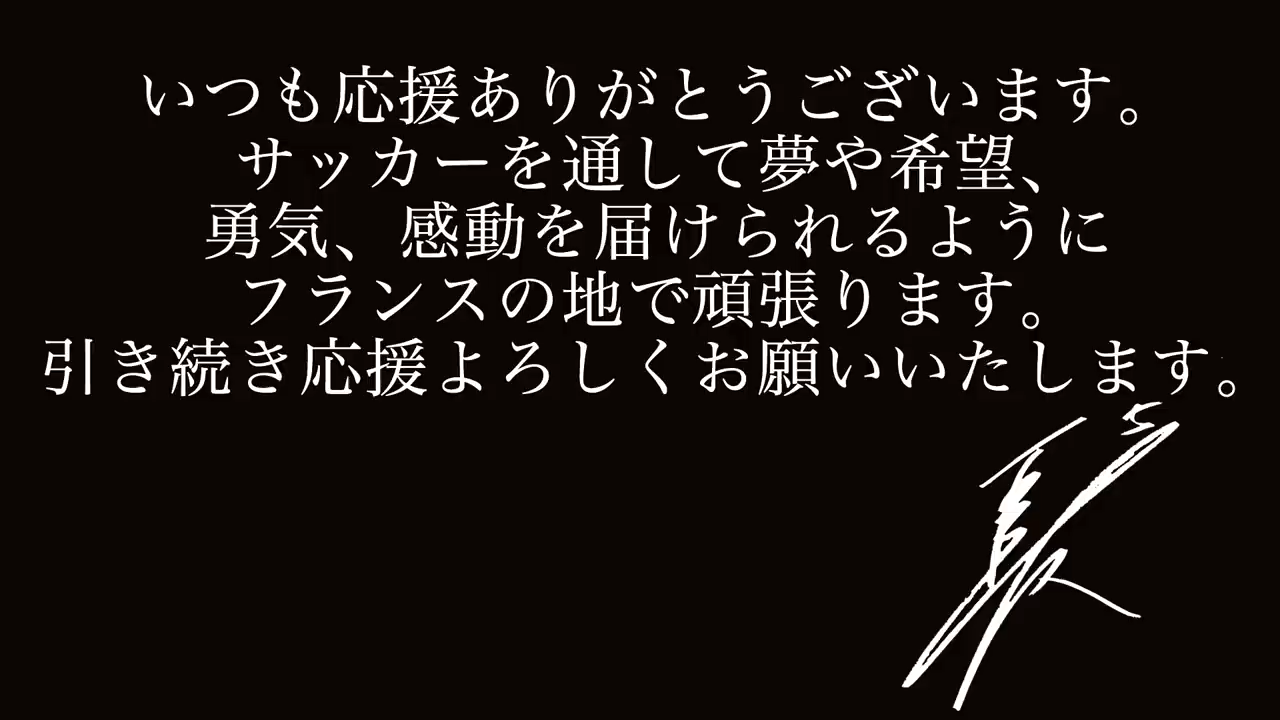 いつも応援ありがとうございます。
サッカーを通して夢や希望、
勇気、感動を届けられるように
フランスの地で頑張ります。
引き続き応援よろしくお願いいたします。